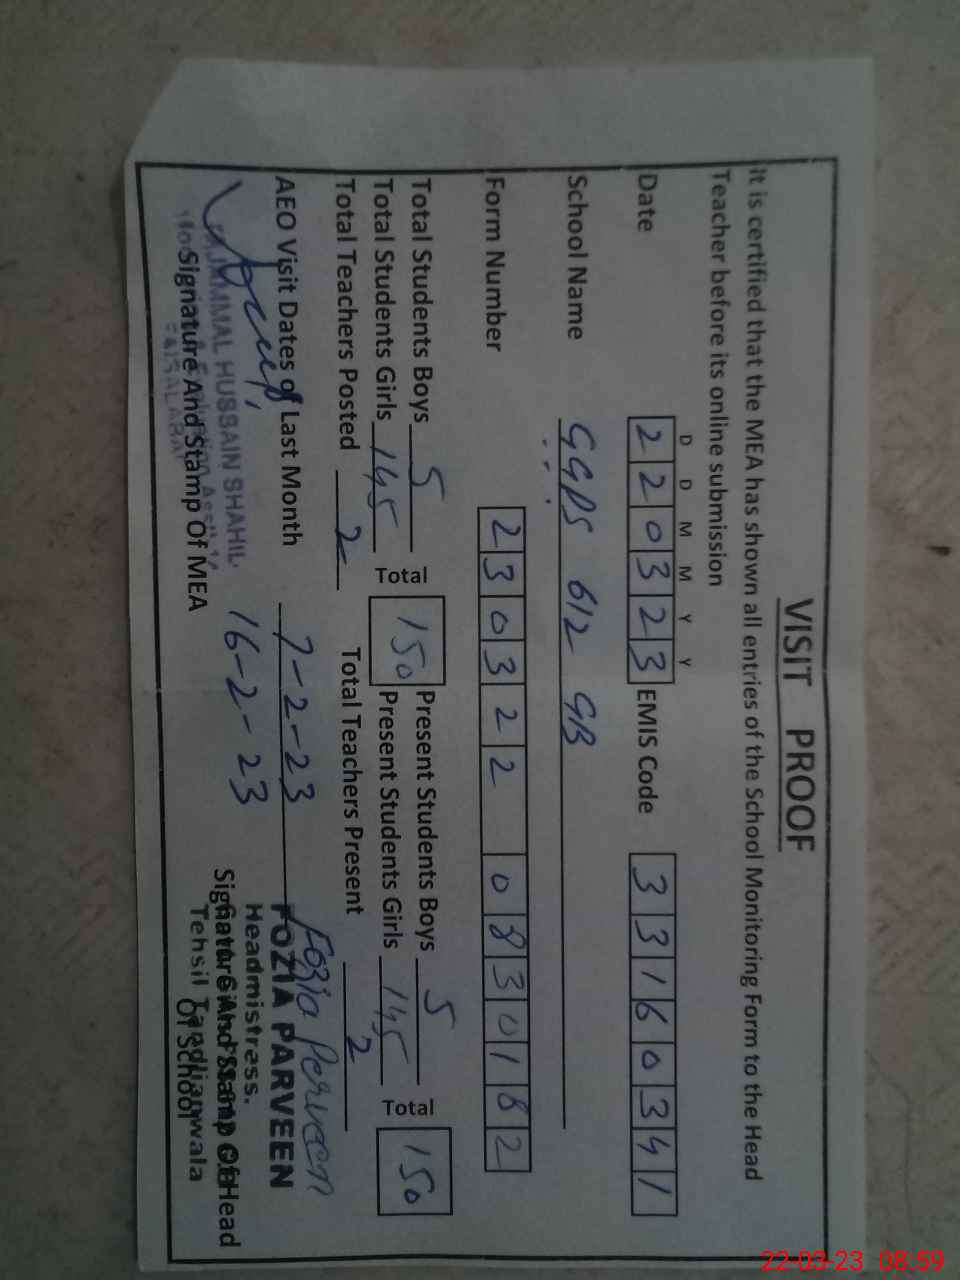 VISIT PROOF
It is certified that the MEA has shown all entries of the School Monitoring Form to the Head
Teacher before its online submission
D D M M Y Y
Date 2 2 0 3 2 3 EMIS Code 3 3 1 6 0 3 4 1
School Name GGPS 612 GB
Form Number 2 3 0 3 2 2 0 8 3 0 1 8 2
Total Students Boys 5 Total 150 Present Students Boys 5 Total 150
Total Students Girls 145 Present Students Girls 145
Total Teachers Posted 2 Total Teachers Present 2
AEO Visit Dates of Last Month 7-2-23
16-2-23
Fozia Perveen
FOZIA PARVEEN
Headmistress.
Tehsil Tandlianwala
HUSSAIN SHAHIL
Signature And Stamp Of MEA
Signature And Stamp Of Head
Of School
22-03-23 08:59